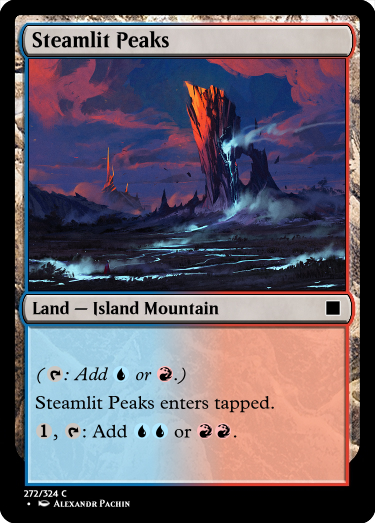 Steamlit Peaks
Land — Island Mountain
( : Add or .)
Steamlit Peaks enters tapped.
1, : Add or .
272/324 C
• Alexandr Pachin